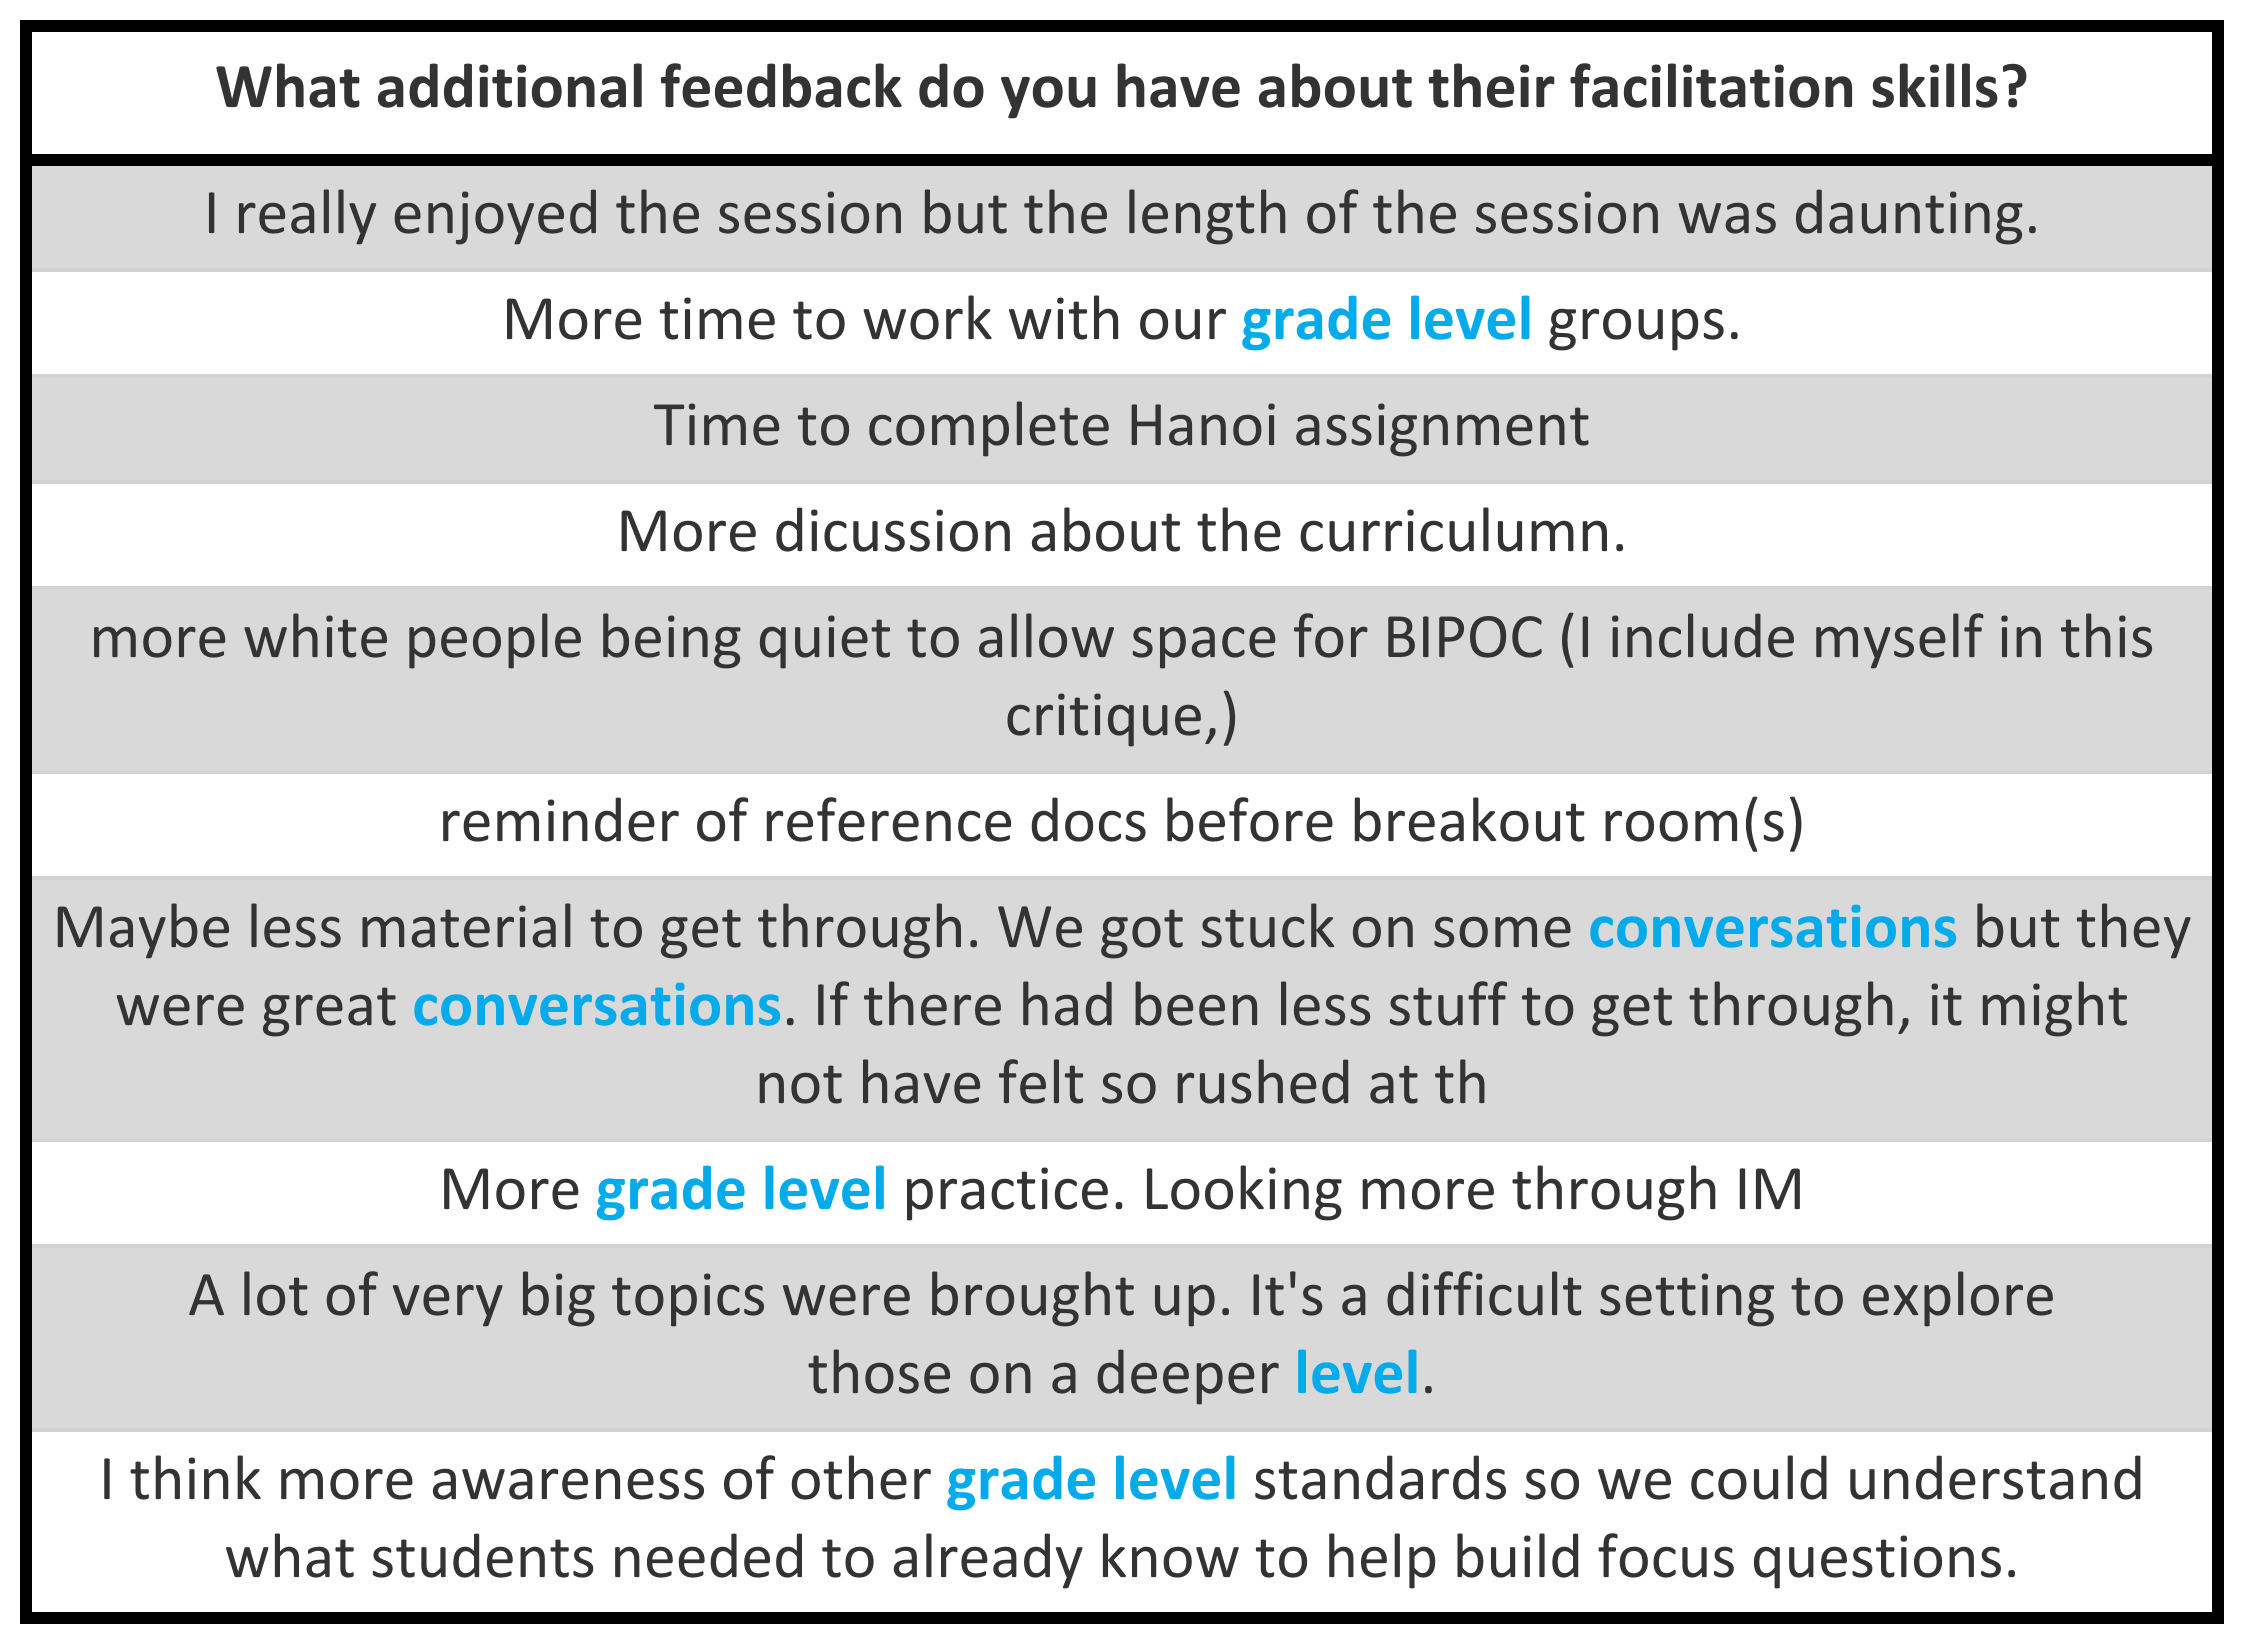 What additional feedback do you have about their facilitation skills?
I really enjoyed the session but the length of the session was daunting.
More time to work with our grade level groups.
Time to complete Hanoi assignment
More dicussion about the curriculumn.
more white people being quiet to allow space for BIPOC (I include myself in this
critique,)
reminder of reference docs before breakout room(s)
Maybe less material to get through. We got stuck on some conversations but they
were great conversations. If there had been less stuff to get through, it might
not have felt so rushed at th
More grade level practice. Looking more through IM
A lot of very big topics were brought up. It's a difficult setting to explore
those on a deeper level.
I think more awareness of other grade level standards so we could understand
what students needed to already know to help build focus questions.